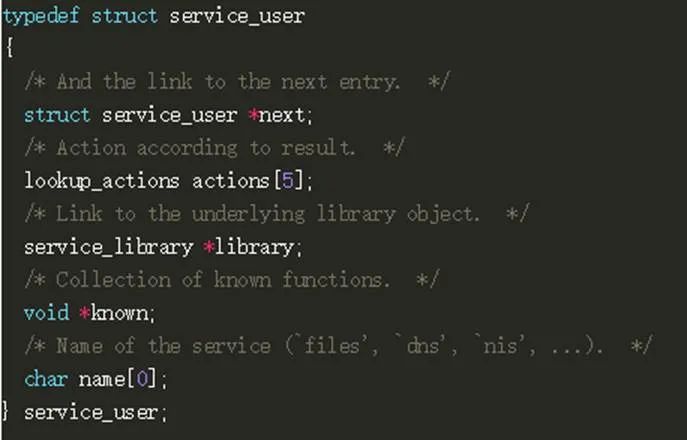 typedef struct service_user
{
/* And the link to the next entry.  */
struct service_user *next;
/* Action according to result.  */
lookup_actions actions[5];
/* Link to the underlying library object.  */
service_library *library;
/* Collection of known functions.  */
void *known;
/* Name of the service (`files', `dns', `nis', ...).  */
char name[0];
} service_user;